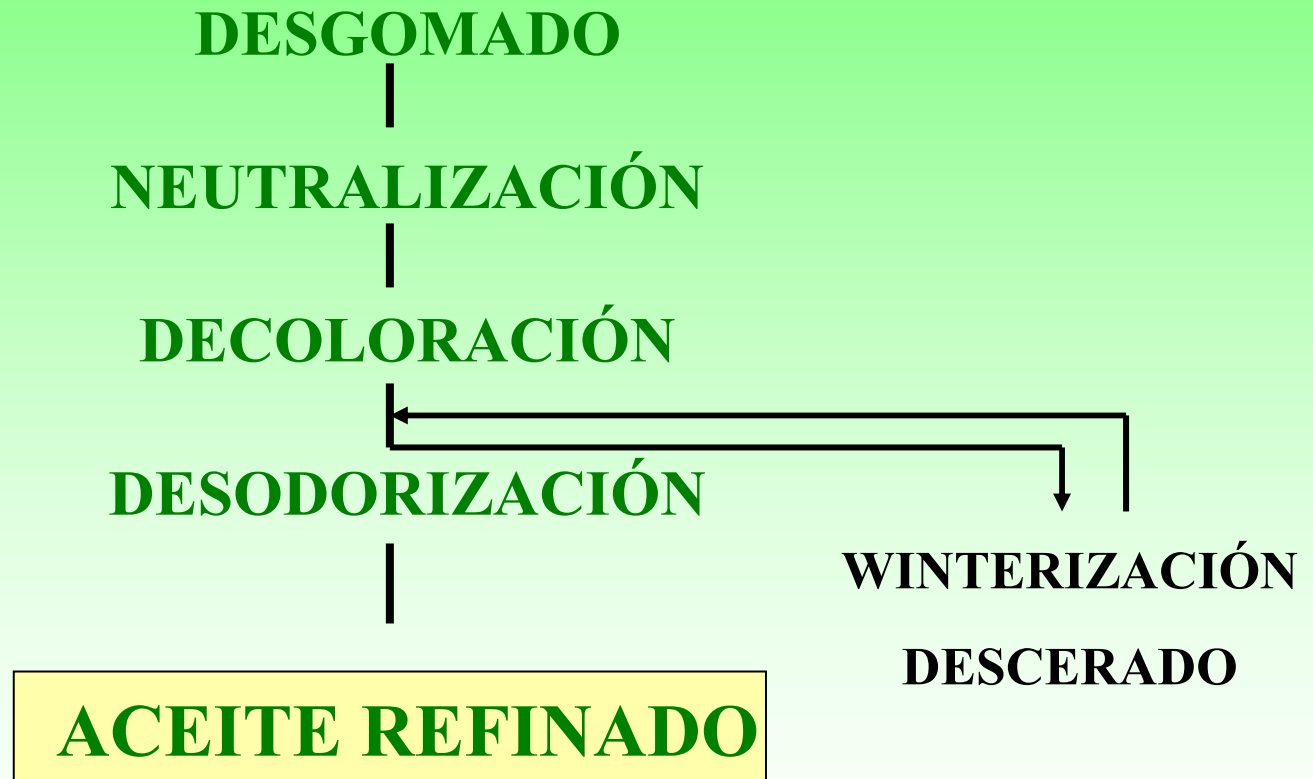 DESGOMADO
NEUTRALIZACIÓN
DECOLORACIÓN
DESODORIZACIÓN
WINTERIZACIÓN
DESCERADO
ACEITE REFINADO